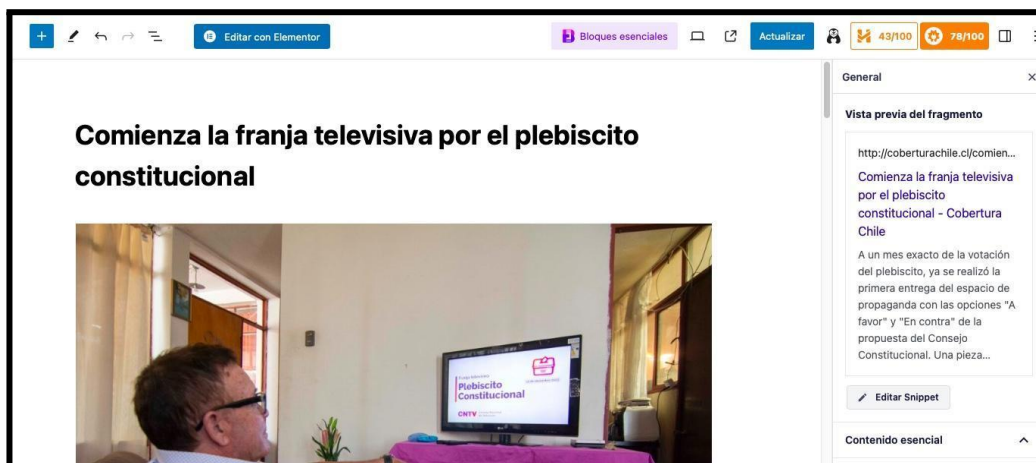 Editar con Elementor
Bloques esenciales
Actualizar
43/100
78/100
General
Vista previa del fragmento
Comienza la franja televisiva por el plebiscito
constitucional
http://coberturachile.cl/comien...
Comienza la franja televisiva
por el plebiscito
constitucional - Cobertura
Chile
A un mes exacto de la votación
del plebiscito, ya se realizó la
primera entrega del espacio de
propaganda con las opciones "A
favor" y "En contra" de la
propuesta del Consejo
Constitucional. Una pieza...
Editar Snippet
Contenido esencial
Plebiscito
Constitucional
CNTV